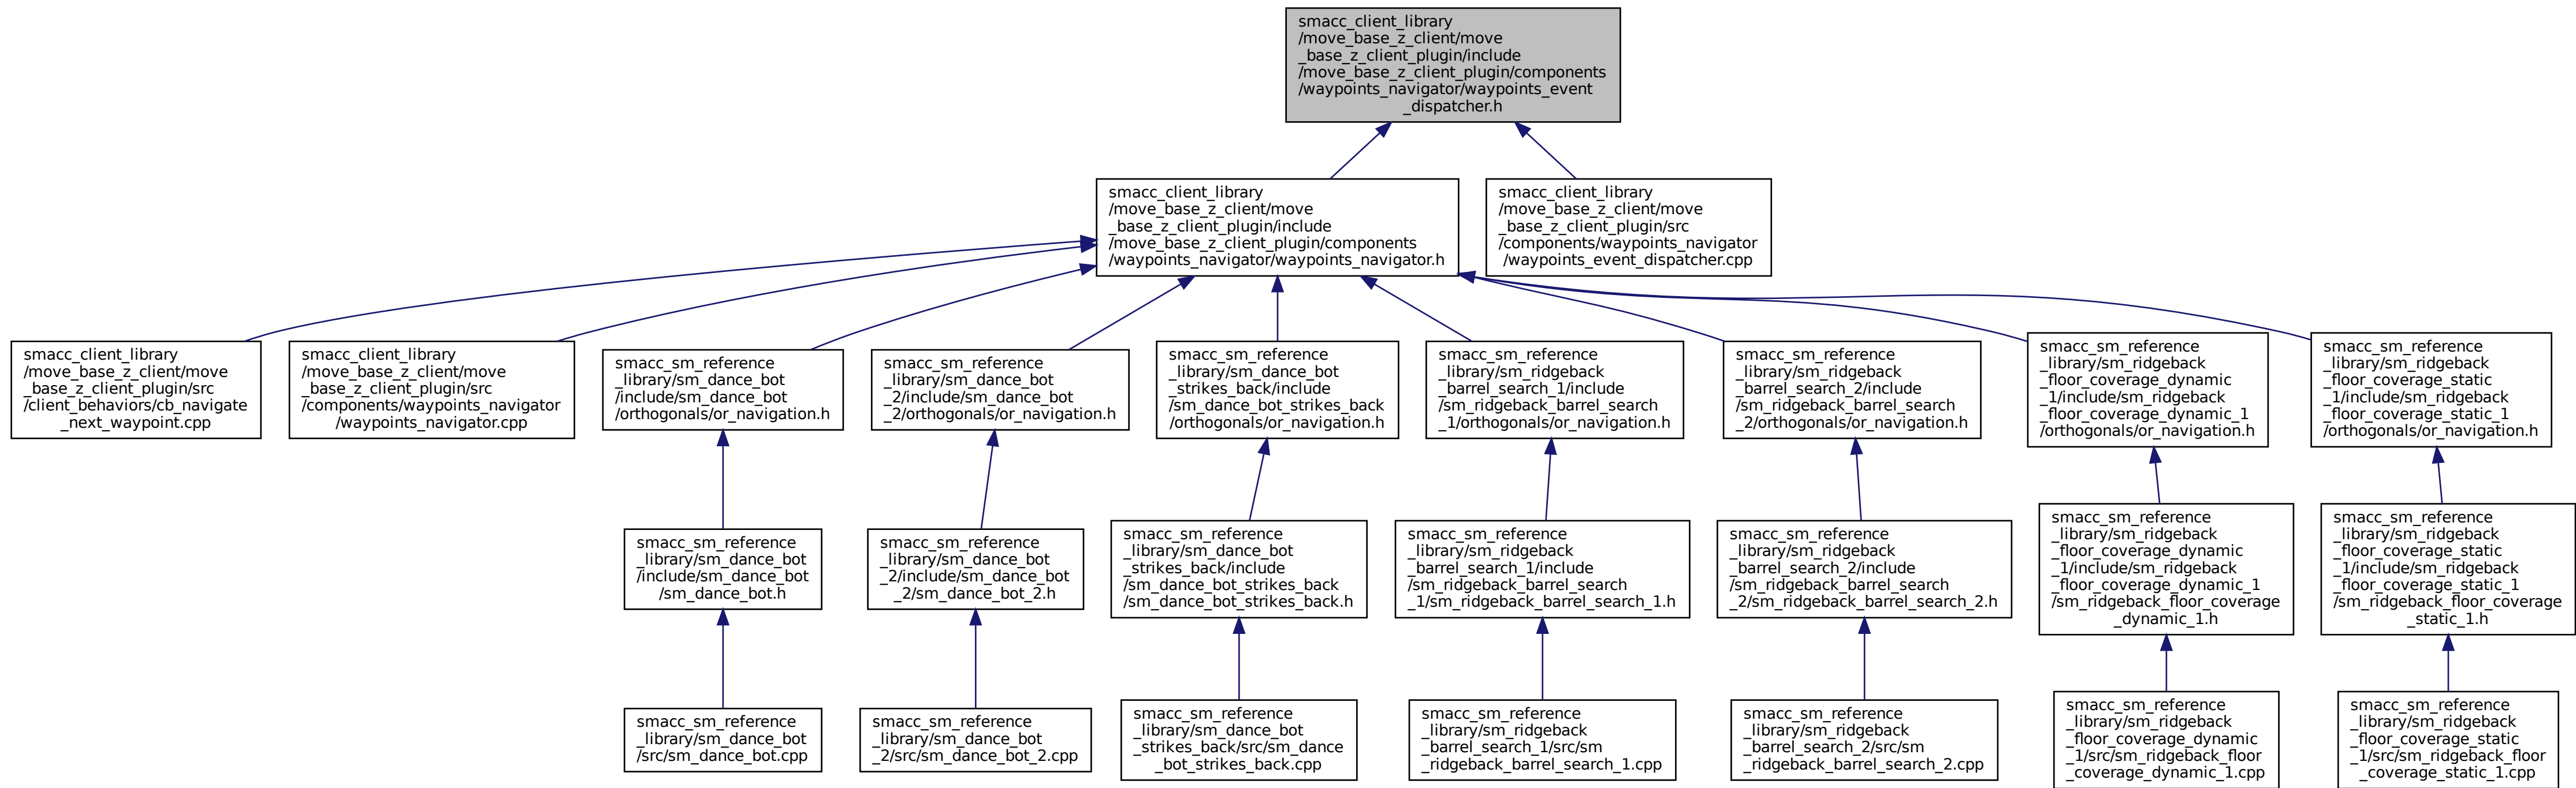 smacc_client_library
/move_base_z_client/move
_base_z_client_plugin/include
/move_base_z_client_plugin/components
/waypoints_navigator/waypoints_event
_dispatcher.h
smacc_client_library
/move_base_z_client/move
_base_z_client_plugin/include
/move_base_z_client_plugin/components
/waypoints_navigator/waypoints_navigator.h
smacc_client_library
/move_base_z_client/move
_base_z_client_plugin/src
/components/waypoints_navigator
/waypoints_event_dispatcher.cpp
smacc_client_library
/move_base_z_client/move
_base_z_client_plugin/src
/client_behaviors/cb_navigate
_next_waypoint.cpp
smacc_client_library
/move_base_z_client/move
_base_z_client_plugin/src
/components/waypoints_navigator
/waypoints_navigator.cpp
smacc_sm_reference
_library/sm_dance_bot
/include/sm_dance_bot
/orthogonals/or_navigation.h
smacc_sm_reference
_library/sm_dance_bot
_2/include/sm_dance_bot
_2/orthogonals/or_navigation.h
smacc_sm_reference
_library/sm_dance_bot
_strikes_back/include
/sm_dance_bot_strikes_back
/orthogonals/or_navigation.h
smacc_sm_reference
_library/sm_ridgeback
_barrel_search_1/include
/sm_ridgeback_barrel_search
_1/orthogonals/or_navigation.h
smacc_sm_reference
_library/sm_ridgeback
_barrel_search_2/include
/sm_ridgeback_barrel_search
_2/orthogonals/or_navigation.h
smacc_sm_reference
_library/sm_ridgeback
_floor_coverage_dynamic
_1/include/sm_ridgeback
_floor_coverage_dynamic_1
/orthogonals/or_navigation.h
smacc_sm_reference
_library/sm_ridgeback
_floor_coverage_static
_1/include/sm_ridgeback
_floor_coverage_static_1
/orthogonals/or_navigation.h
smacc_sm_reference
_library/sm_dance_bot
/include/sm_dance_bot
/sm_dance_bot.h
smacc_sm_reference
_library/sm_dance_bot
_2/include/sm_dance_bot
_2/sm_dance_bot_2.h
smacc_sm_reference
_library/sm_dance_bot
_strikes_back/include
/sm_dance_bot_strikes_back
/sm_dance_bot_strikes_back.h
smacc_sm_reference
_library/sm_ridgeback
_barrel_search_1/include
/sm_ridgeback_barrel_search
_1/sm_ridgeback_barrel_search_1.h
smacc_sm_reference
_library/sm_ridgeback
_barrel_search_2/include
/sm_ridgeback_barrel_search
_2/sm_ridgeback_barrel_search_2.h
smacc_sm_reference
_library/sm_ridgeback
_floor_coverage_dynamic
_1/include/sm_ridgeback
_floor_coverage_dynamic_1
/sm_ridgeback_floor_coverage
_dynamic_1.h
smacc_sm_reference
_library/sm_ridgeback
_floor_coverage_static
_1/include/sm_ridgeback
_floor_coverage_static_1
/sm_ridgeback_floor_coverage
_static_1.h
smacc_sm_reference
_library/sm_dance_bot
/src/sm_dance_bot.cpp
smacc_sm_reference
_library/sm_dance_bot
_2/src/sm_dance_bot_2.cpp
smacc_sm_reference
_library/sm_dance_bot
_strikes_back/src/sm_dance
_bot_strikes_back.cpp
smacc_sm_reference
_library/sm_ridgeback
_barrel_search_1/src/sm
_ridgeback_barrel_search_1.cpp
smacc_sm_reference
_library/sm_ridgeback
_barrel_search_2/src/sm
_ridgeback_barrel_search_2.cpp
smacc_sm_reference
_library/sm_ridgeback
_floor_coverage_dynamic
_1/src/sm_ridgeback_floor
_coverage_dynamic_1.cpp
smacc_sm_reference
_library/sm_ridgeback
_floor_coverage_static
_1/src/sm_ridgeback_floor
_coverage_static_1.cpp